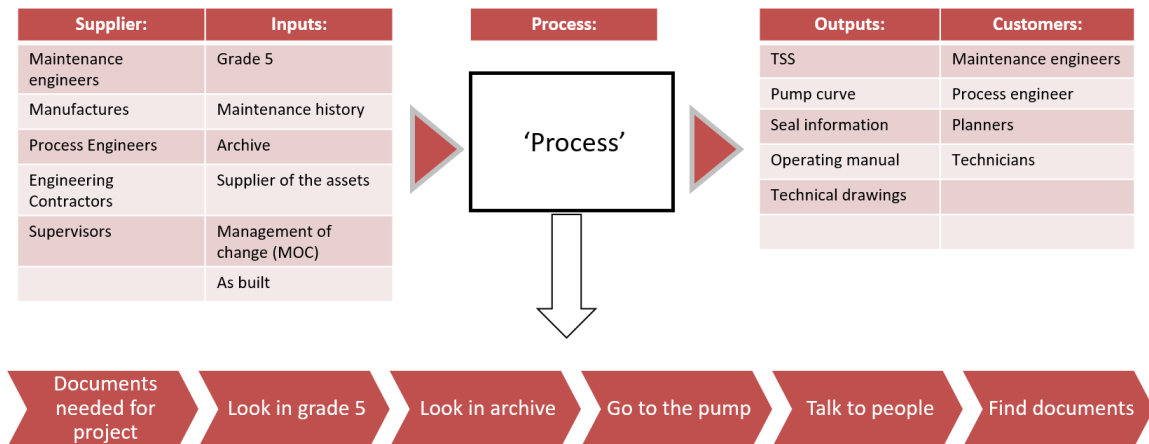 Supplier: Inputs:
Maintenance engineers Grade 5
Manufactures Maintenance history
Process Engineers Archive
Engineering Contractors Supplier of the assets
Supervisors Management of change (MOC)
As built
Process:
‘Process’
Outputs: Customers:
TSS Maintenance engineers
Pump curve Process engineer
Seal information Planners
Operating manual Technicians
Technical drawings
Documents needed for project
Look in grade 5
Look in archive
Go to the pump
Talk to people
Find documents